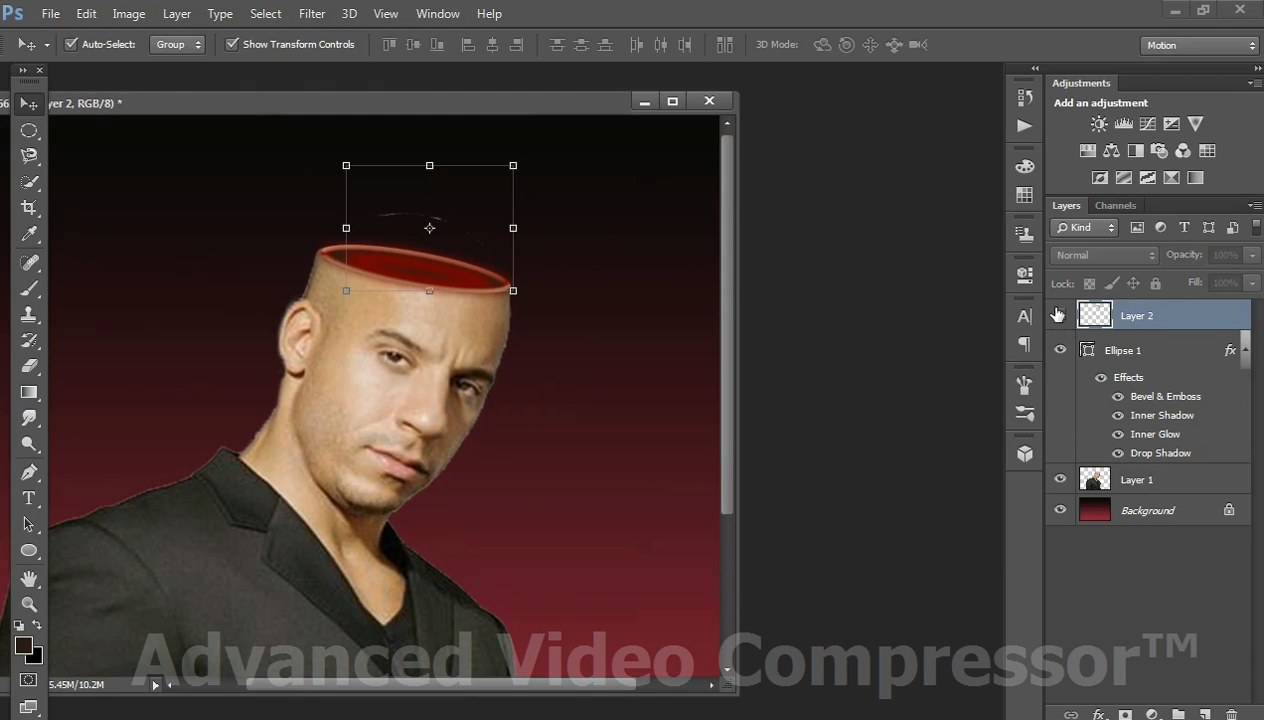 Ps File Edit Image Layer Type Select Filter 3D View Window Help
Auto-Select: Group Show Transform Controls 3D Mode: Motion
yer 2, RGB/8) *
Adjustments
Add an adjustment
Layers Channels
Kind
Normal Opacity: 100%
Lock: Fill: 100%
Layer 2
Ellipse 1 fx
Effects
Bevel & Emboss
Inner Shadow
Inner Glow
Drop Shadow
Layer 1
Background
Advanced Video Compressor™
5.45M/10.2M